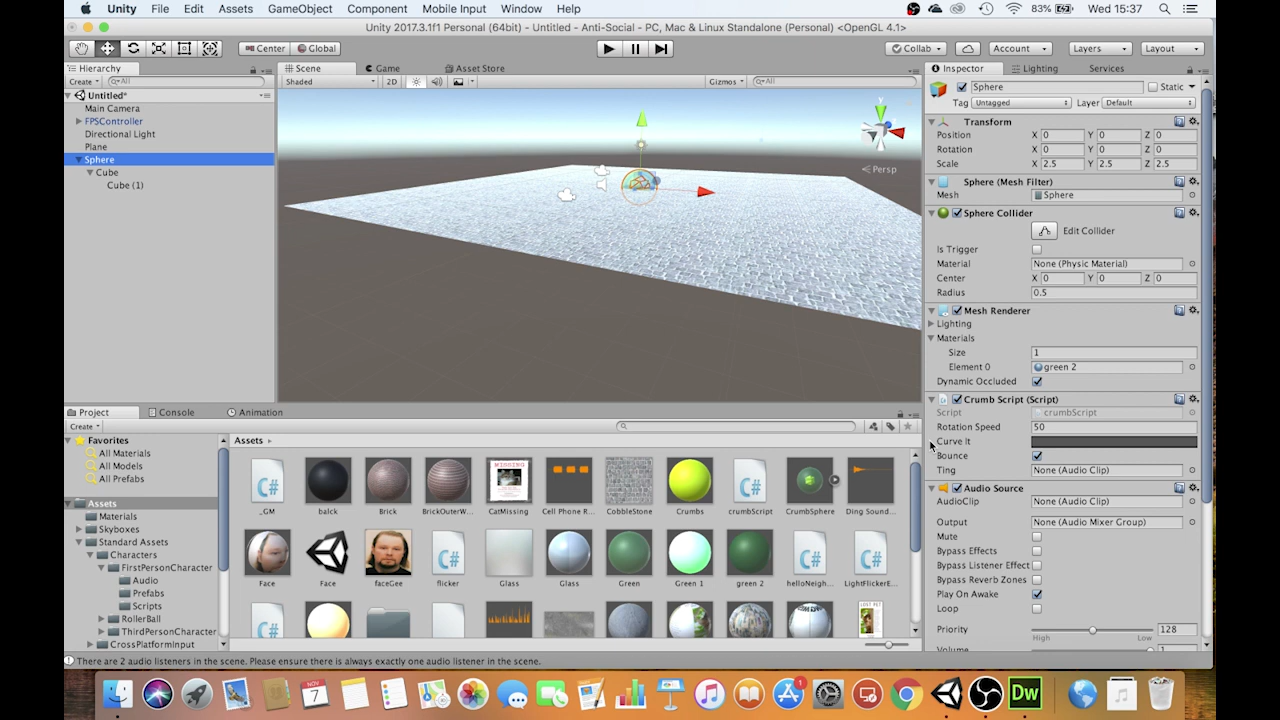 Unity File Edit Assets GameObject Component Mobile Input Window Help 83% Wed 15:37
Unity 2017.3.1f1 Personal (64bit) - Untitled - Anti-Social - PC, Mac & Linux Standalone (Personal) <OpenGL 4.1>
Center Global Collab Account Layers Layout
Hierarchy
Create All
Untitled*
Main Camera
FPSController
Directional Light
Plane
Sphere
Cube
Cube (1)
Scene Game Asset Store
Shaded 2D Gizmos All
y
Persp
Inspector Lighting Services
Sphere Static
Tag Untagged Layer Default
Transform
Position X 0 Y 0 Z 0
Rotation X 0 Y 0 Z 0
Scale X 2.5 Y 2.5 Z 2.5
Sphere (Mesh Filter)
Mesh Sphere
Sphere Collider
Edit Collider
Is Trigger
Material None (Physic Material)
Center X 0 Y 0 Z 0
Radius 0.5
Mesh Renderer
Lighting
Materials
Size 1
Element 0 green 2
Dynamic Occluded
Crumb Script (Script)
Script crumbScript
Rotation Speed 50
Curve It
Bounce
Ting None (Audio Clip)
Audio Source
AudioClip None (Audio Clip)
Output None (Audio Mixer Group)
Mute
Bypass Effects
Bypass Listener Effect
Bypass Reverb Zones
Play On Awake
Loop
Priority 128
High Low
Volume 1
Project Console Animation
Create
Favorites
All Materials
All Models
All Prefabs
Assets
Materials
Skyboxes
Standard Assets
Characters
FirstPersonCharacter
Audio
Prefabs
Scripts
RollerBall
ThirdPersonCharacter
CrossPlatformInput
Assets
C# MISSING C#
_GM balck Brick BrickOuterW... CatMissing Cell Phone R... CobbleStone Crumbs crumbScript CrumbSphere Ding Sound...
C# C# C#
Face Face faceGee flicker Glass Glass Green Green 1 green 2 helloNeigh... LightFlickerE...
C# LOST PET
There are 2 audio listeners in the scene. Please ensure there is always exactly one audio listener in the scene.
NOV
7
1
Dw